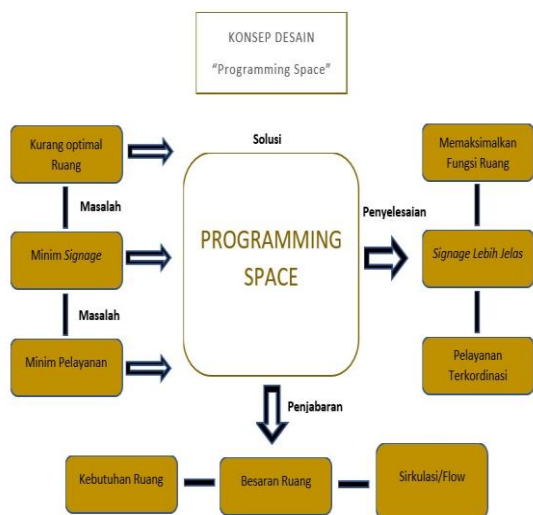 KONSEP DESAIN
“Programming Space”
Kurang optimal
Ruang
Solusi
Memaksimalkan
Fungsi Ruang
Masalah
Penyelesaian
Minim Signage
PROGRAMMING
SPACE
Signage Lebih Jelas
Masalah
Minim Pelayanan
Pelayanan
Terkordinasi
Penjabaran
Kebutuhan Ruang
Besaran Ruang
Sirkulasi/Flow